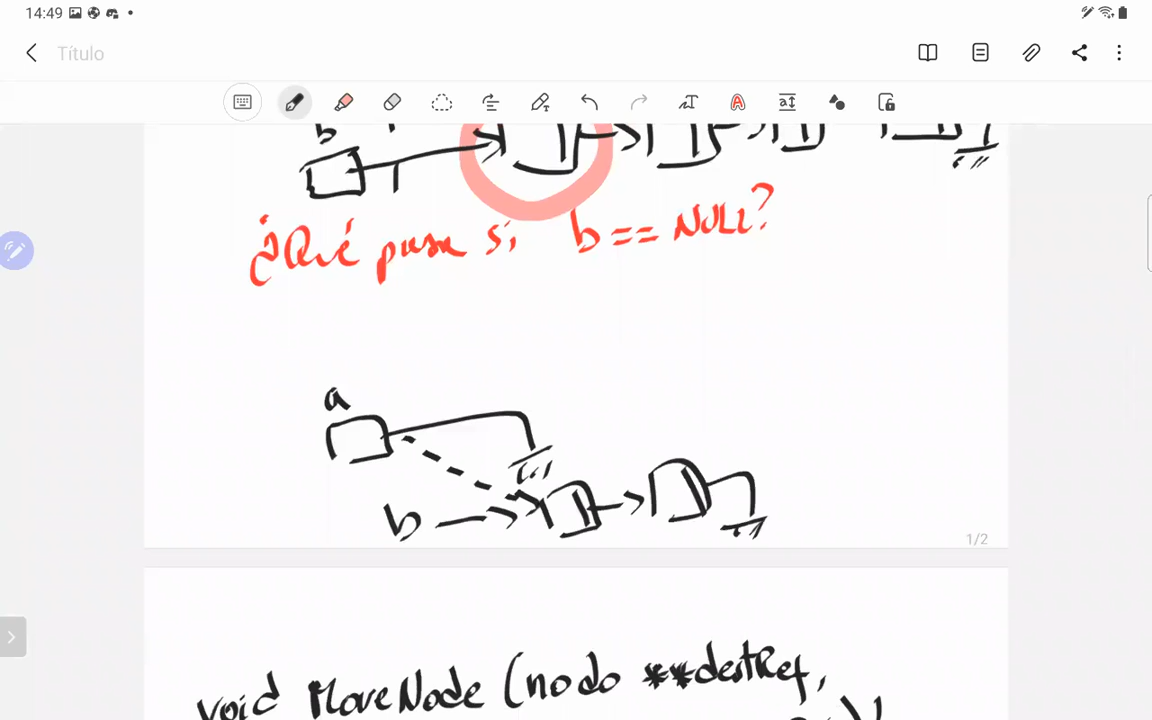 14:49
Título
b
¿Qué pasa si b == NULL?
a
b
1/2
void MoveNode (nodo **destRef,